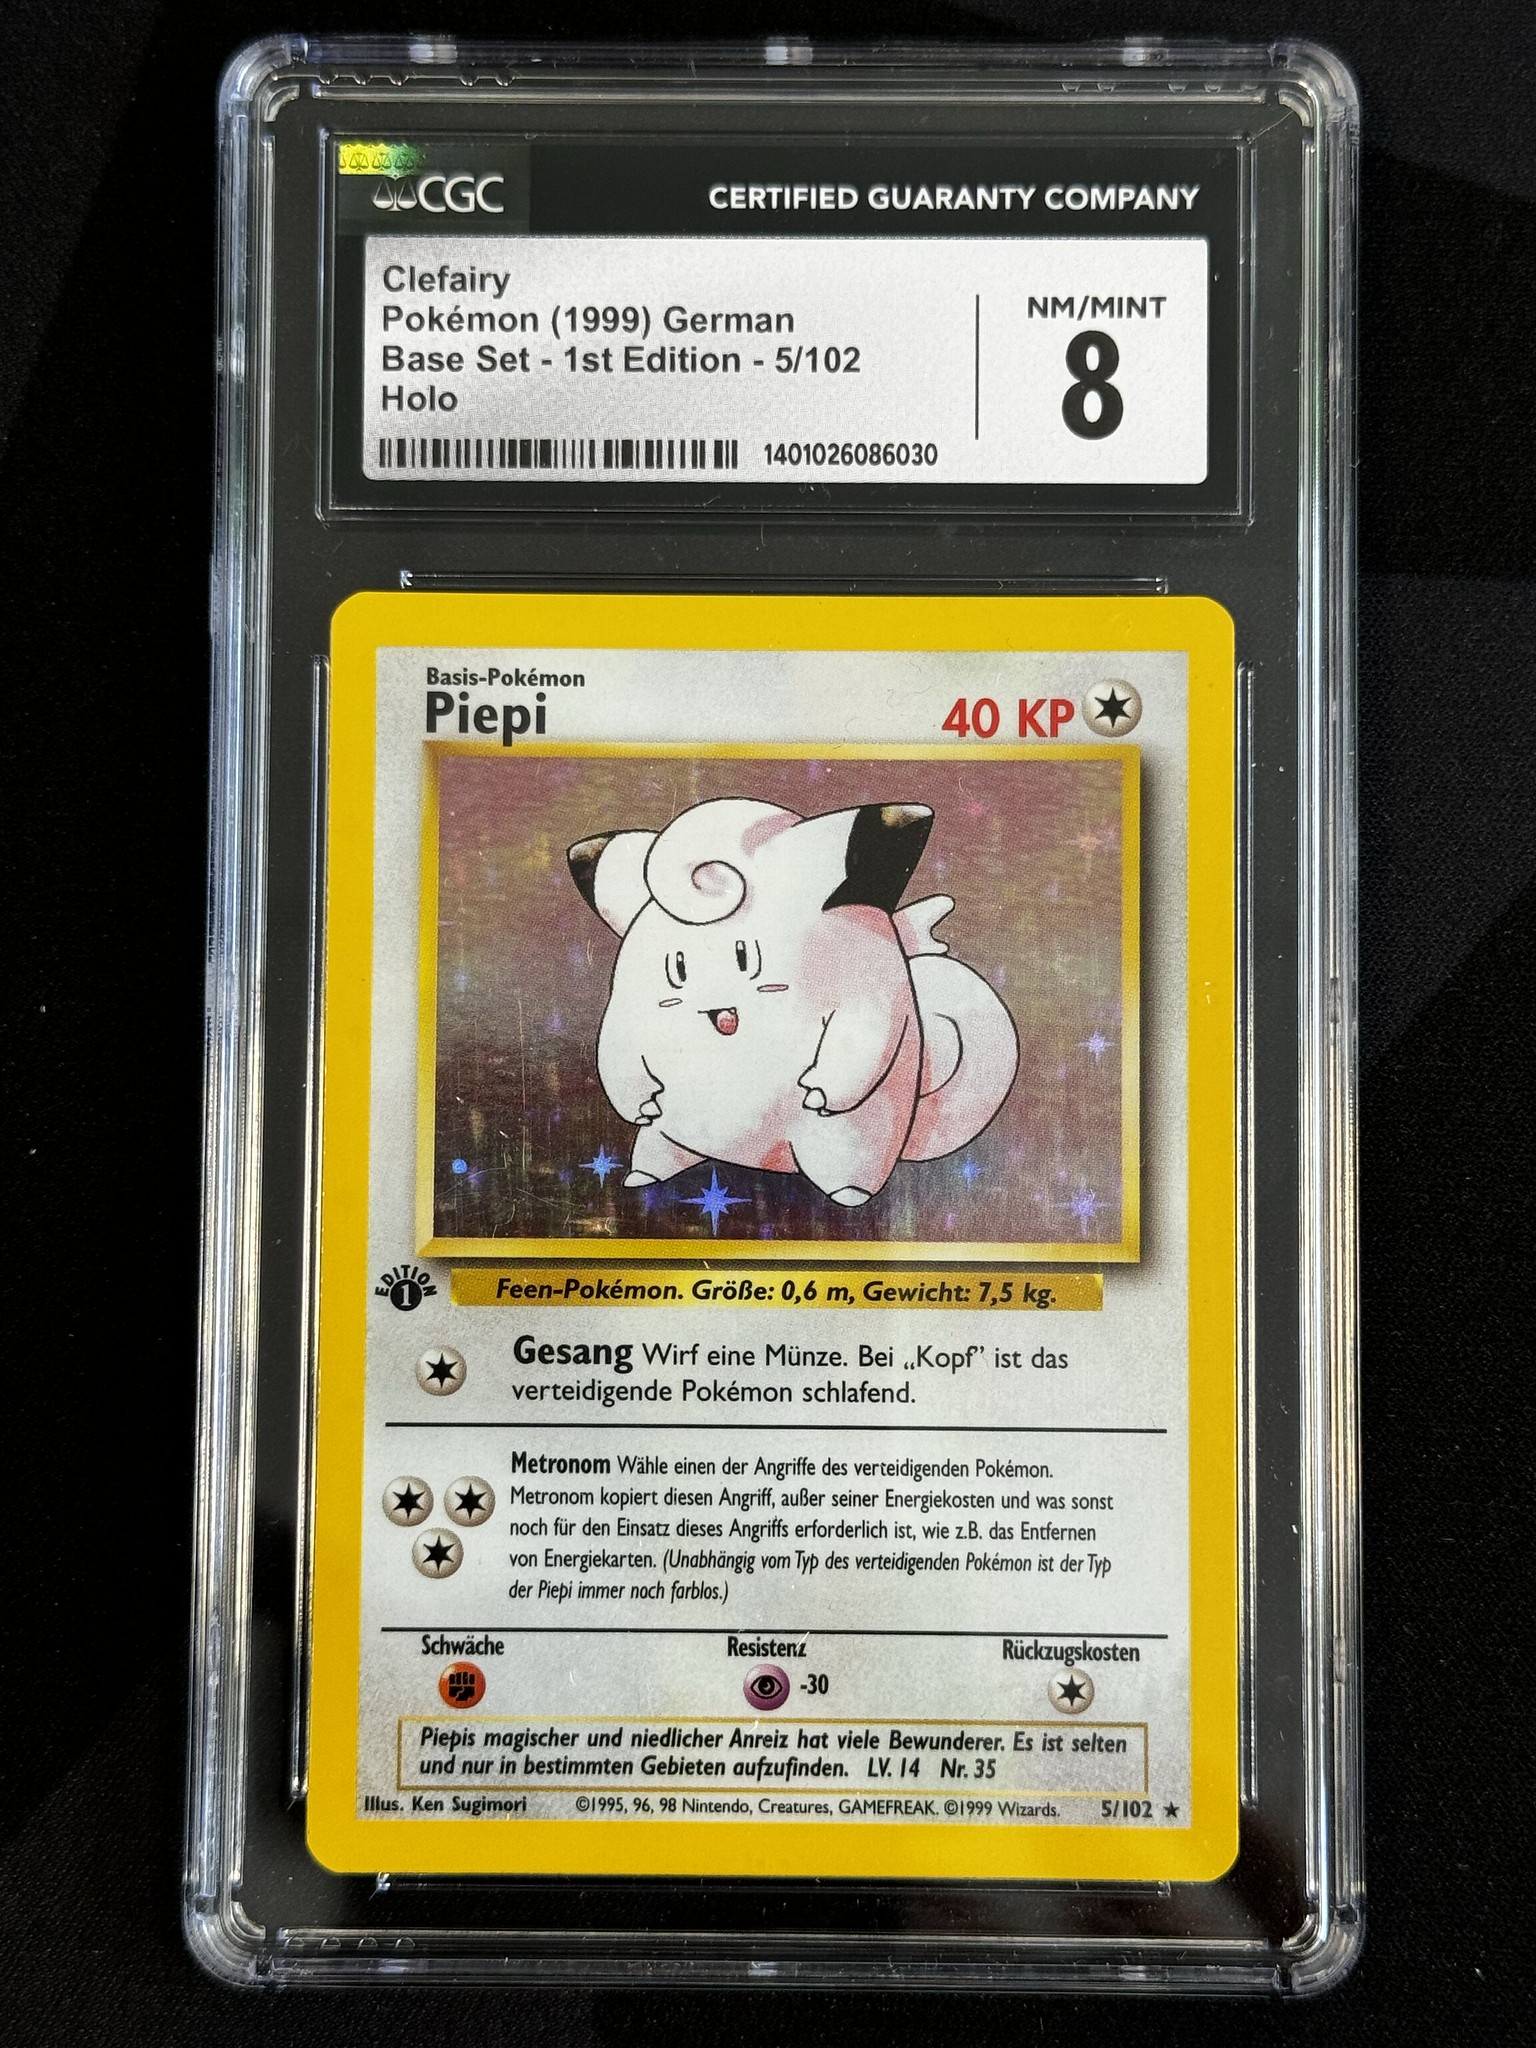 CGC
CERTIFIED GUARANTY COMPANY
Clefairy
Pokémon (1999) German
Base Set - 1st Edition - 5/102
Holo
1401026086030
NM/MINT
8
Basis-Pokémon
Piepi
40 KP
EDITION
1
Feen-Pokémon. Größe: 0,6 m, Gewicht: 7,5 kg.
Gesang Wirf eine Münze. Bei „Kopf” ist das
verteidigende Pokémon schlafend.
Metronom Wähle einen der Angriffe des verteidigenden Pokémon.
Metronom kopiert diesen Angriff, außer seiner Energiekosten und was sonst
noch für den Einsatz dieses Angriffs erforderlich ist, wie z.B. das Entfernen
von Energiekarten. (Unabhängig vom Typ des verteidigenden Pokémon ist der Typ
der Piepi immer noch farblos.)
Schwäche
Resistenz
Rückzugskosten
-30
Piepis magischer und niedlicher Anreiz hat viele Bewunderer. Es ist selten
und nur in bestimmten Gebieten aufzufinden. LV. 14 Nr. 35
Illus. Ken Sugimori ©1995, 96, 98 Nintendo, Creatures, GAMEFREAK. ©1999 Wizards. 5/102 ★